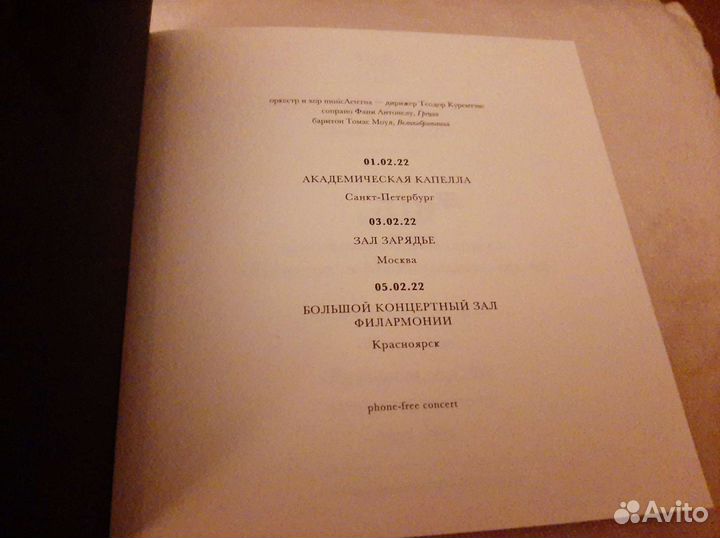 оркестр и хор musicAeterna — дирижер Теодор Курентзис
сопрано Фани Антонелу, Греция
баритон Томас Моул, Великобритания
01.02.22
АКАДЕМИЧЕСКАЯ КАПЕЛЛА
Санкт-Петербург
03.02.22
ЗАЛ ЗАРЯДЬЕ
Москва
05.02.22
БОЛЬШОЙ КОНЦЕРТНЫЙ ЗАЛ
ФИЛАРМОНИИ
Красноярск
phone-free concert
Avito